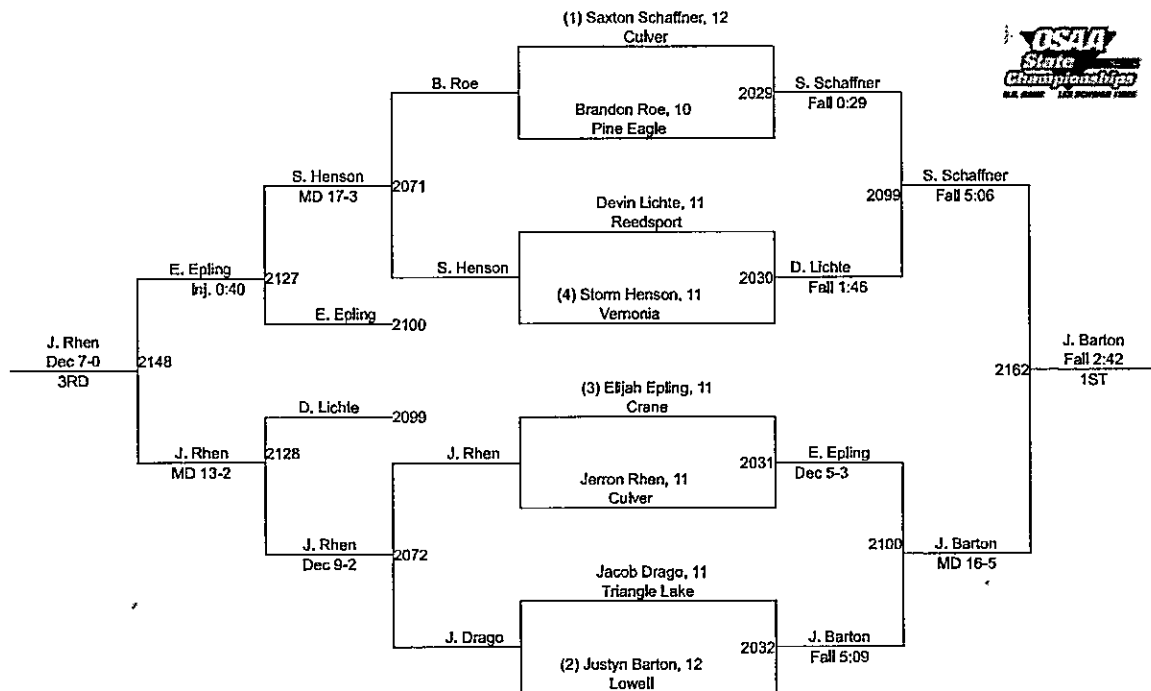 (1) Saxton Schaffner, 12
Culver
OSAA
State
Championships
B. Roe
2029
S. Schaffner
Fall 0:29
Brandon Roe, 10
Pine Eagle
S. Henson
MD 17-3
2071
2099
S. Schaffner
Fall 5:06
Devin Lichte, 11
Reedsport
E. Epling
Inj. 0:40
2127
S. Henson
2030
D. Lichte
Fall 1:46
(4) Storm Henson, 11
Vernonia
E. Epling
2100
J. Rhen
Dec 7-0
3RD
2148
2162
J. Barton
Fall 2:42
1ST
(3) Elijah Epling, 11
Crane
D. Lichte
2099
J. Rhen
MD 13-2
2128
J. Rhen
2031
E. Epling
Dec 5-3
Jerron Rhen, 11
Culver
J. Rhen
Dec 9-2
2072
2100
J. Barton
MD 16-5
Jacob Drago, 11
Triangle Lake
J. Drago
2032
J. Barton
Fall 5:09
(2) Justyn Barton, 12
Lowell